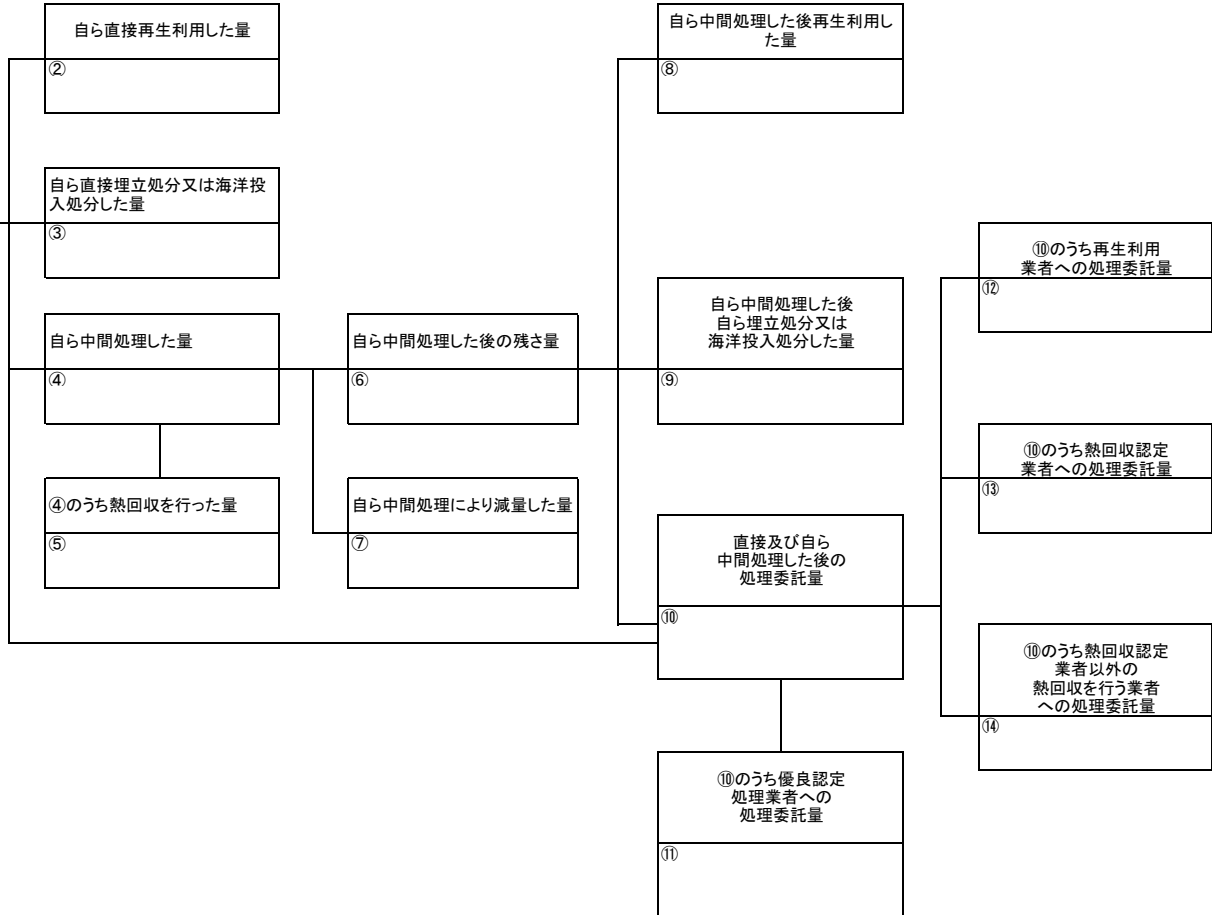 自ら直接再生利用した量
②
自ら直接埋立処分又は海洋投
入処分した量
③
自ら中間処理した量
④
④のうち熱回収を行った量
⑤
自ら中間処理した後の残さ量
⑥
自ら中間処理により減量した量
⑦
自ら中間処理した後再生利用し
た量
⑧
自ら中間処理した後
自ら埋立処分又は
海洋投入処分した量
⑨
直接及び自ら
中間処理した後の
処理委託量
⑩
⑩のうち優良認定
処理業者への
処理委託量
⑪
⑩のうち再生利用
業者への処理委託量
⑫
⑩のうち熱回収認定
業者への処理委託量
⑬
⑩のうち熱回収認定
業者以外の
熱回収を行う業者
への処理委託量
⑭